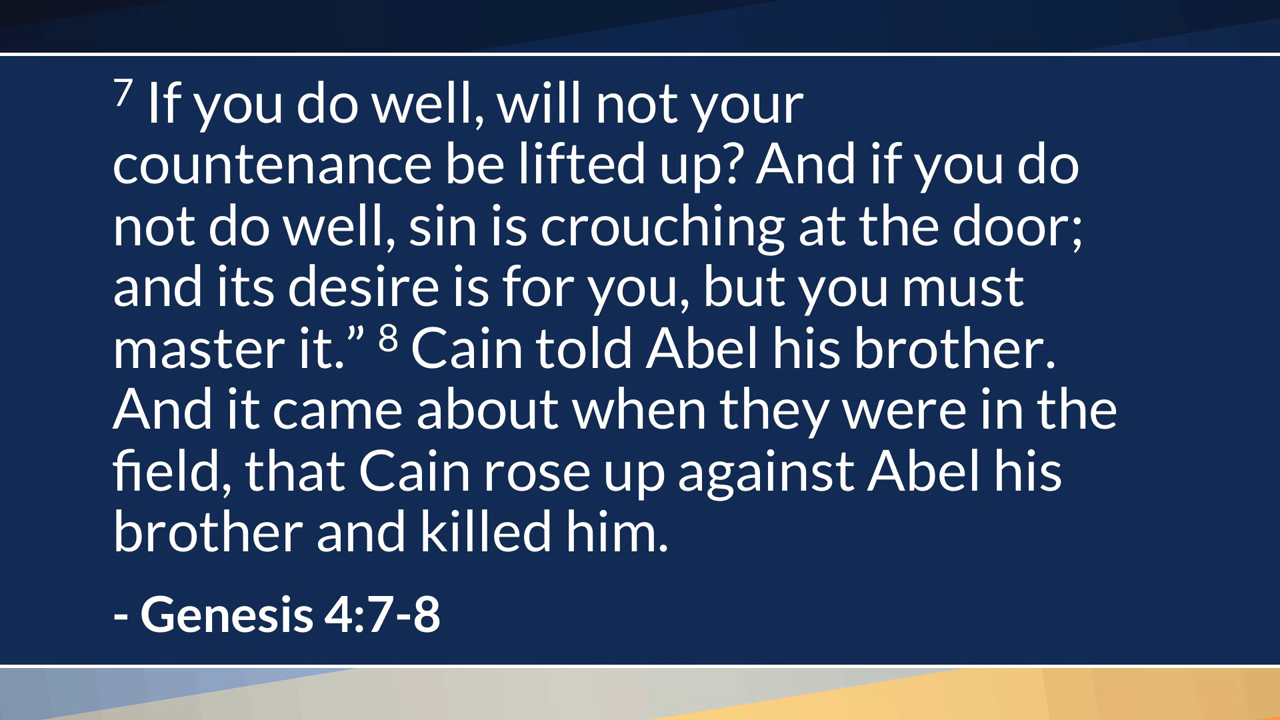 7 If you do well, will not your
countenance be lifted up? And if you do
not do well, sin is crouching at the door;
and its desire is for you, but you must
master it.” 8 Cain told Abel his brother.
And it came about when they were in the
field, that Cain rose up against Abel his
brother and killed him.
- Genesis 4:7-8